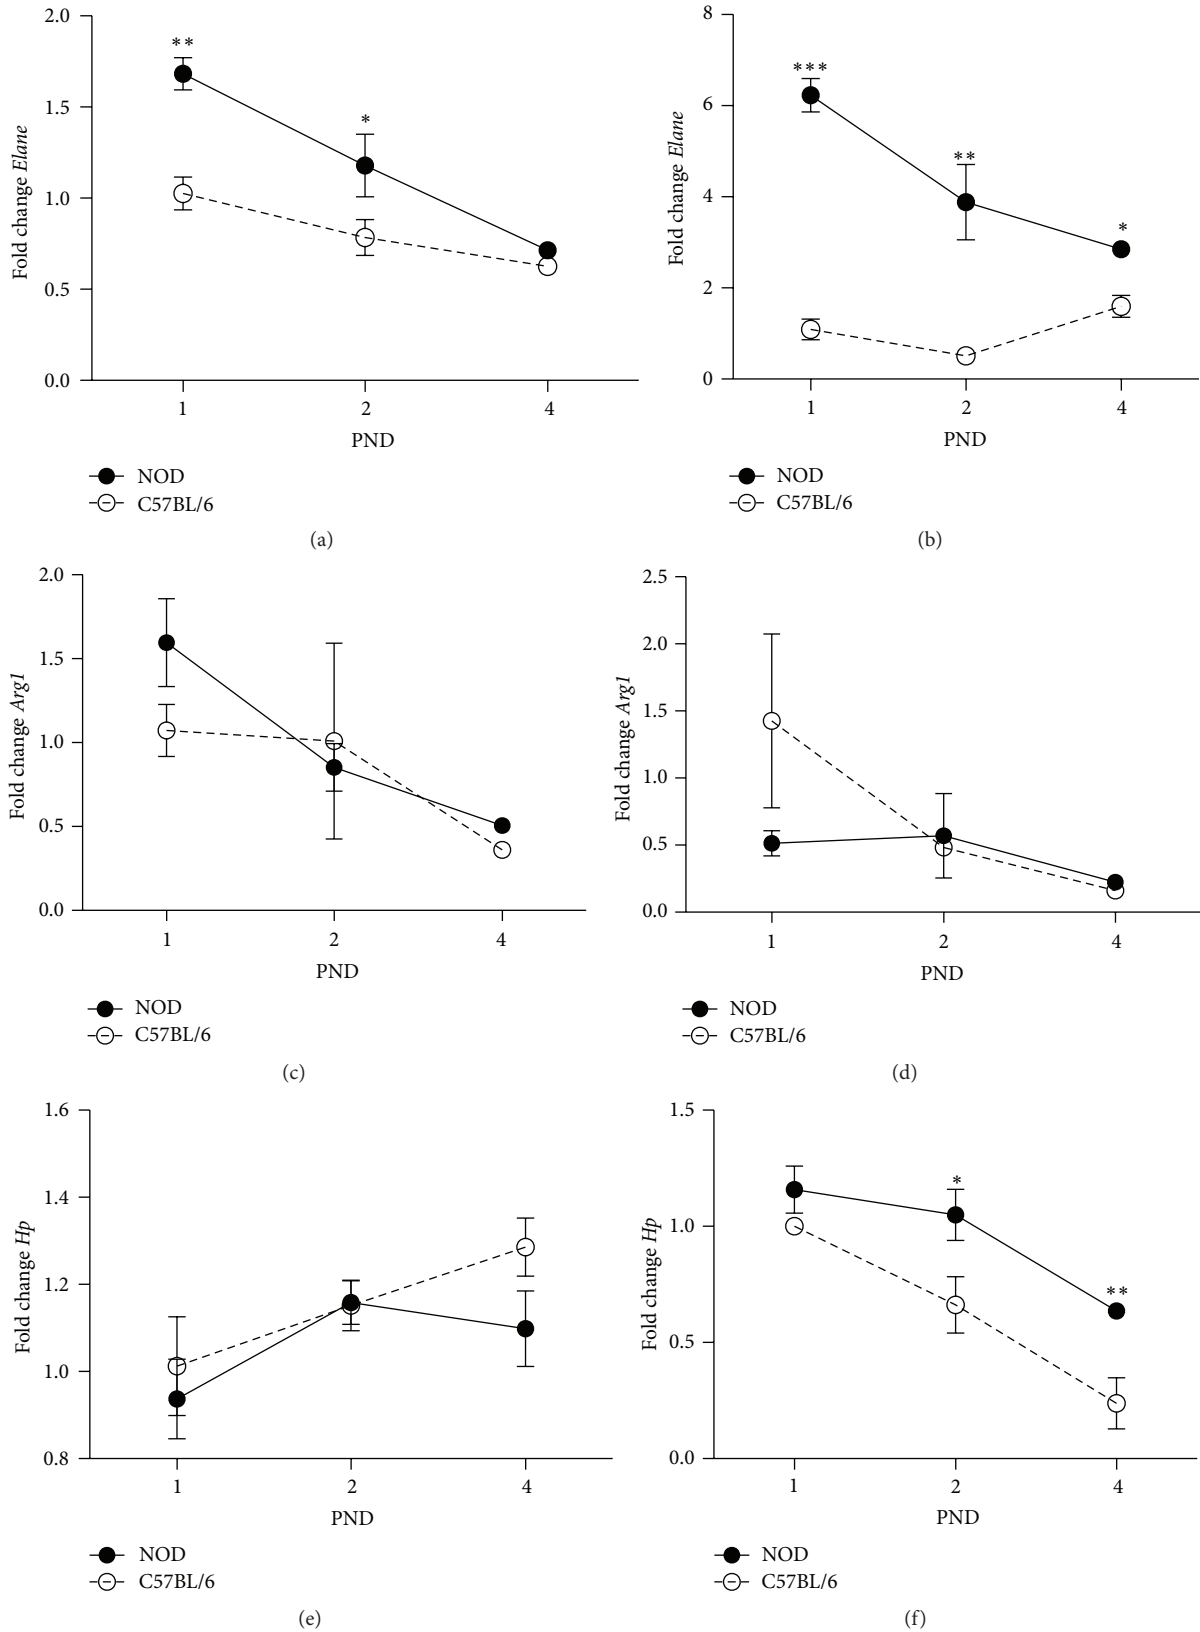 2.0
1.5
1.0
0.5
0.0
Fold change Elane
**
*
1 2 4
PND
NOD
C57BL/6
(a)
8
6
4
2
0
Fold change Elane
***
**
*
1 2 4
PND
NOD
C57BL/6
(b)
2.0
1.5
1.0
0.5
0.0
Fold change Arg1
1 2 4
PND
NOD
C57BL/6
(c)
2.5
2.0
1.5
1.0
0.5
0.0
Fold change Arg1
1 2 4
PND
NOD
C57BL/6
(d)
1.6
1.4
1.2
1.0
0.8
Fold change Hp
1 2 4
PND
NOD
C57BL/6
(e)
1.5
1.0
0.5
0.0
Fold change Hp
*
**
1 2 4
PND
NOD
C57BL/6
(f)